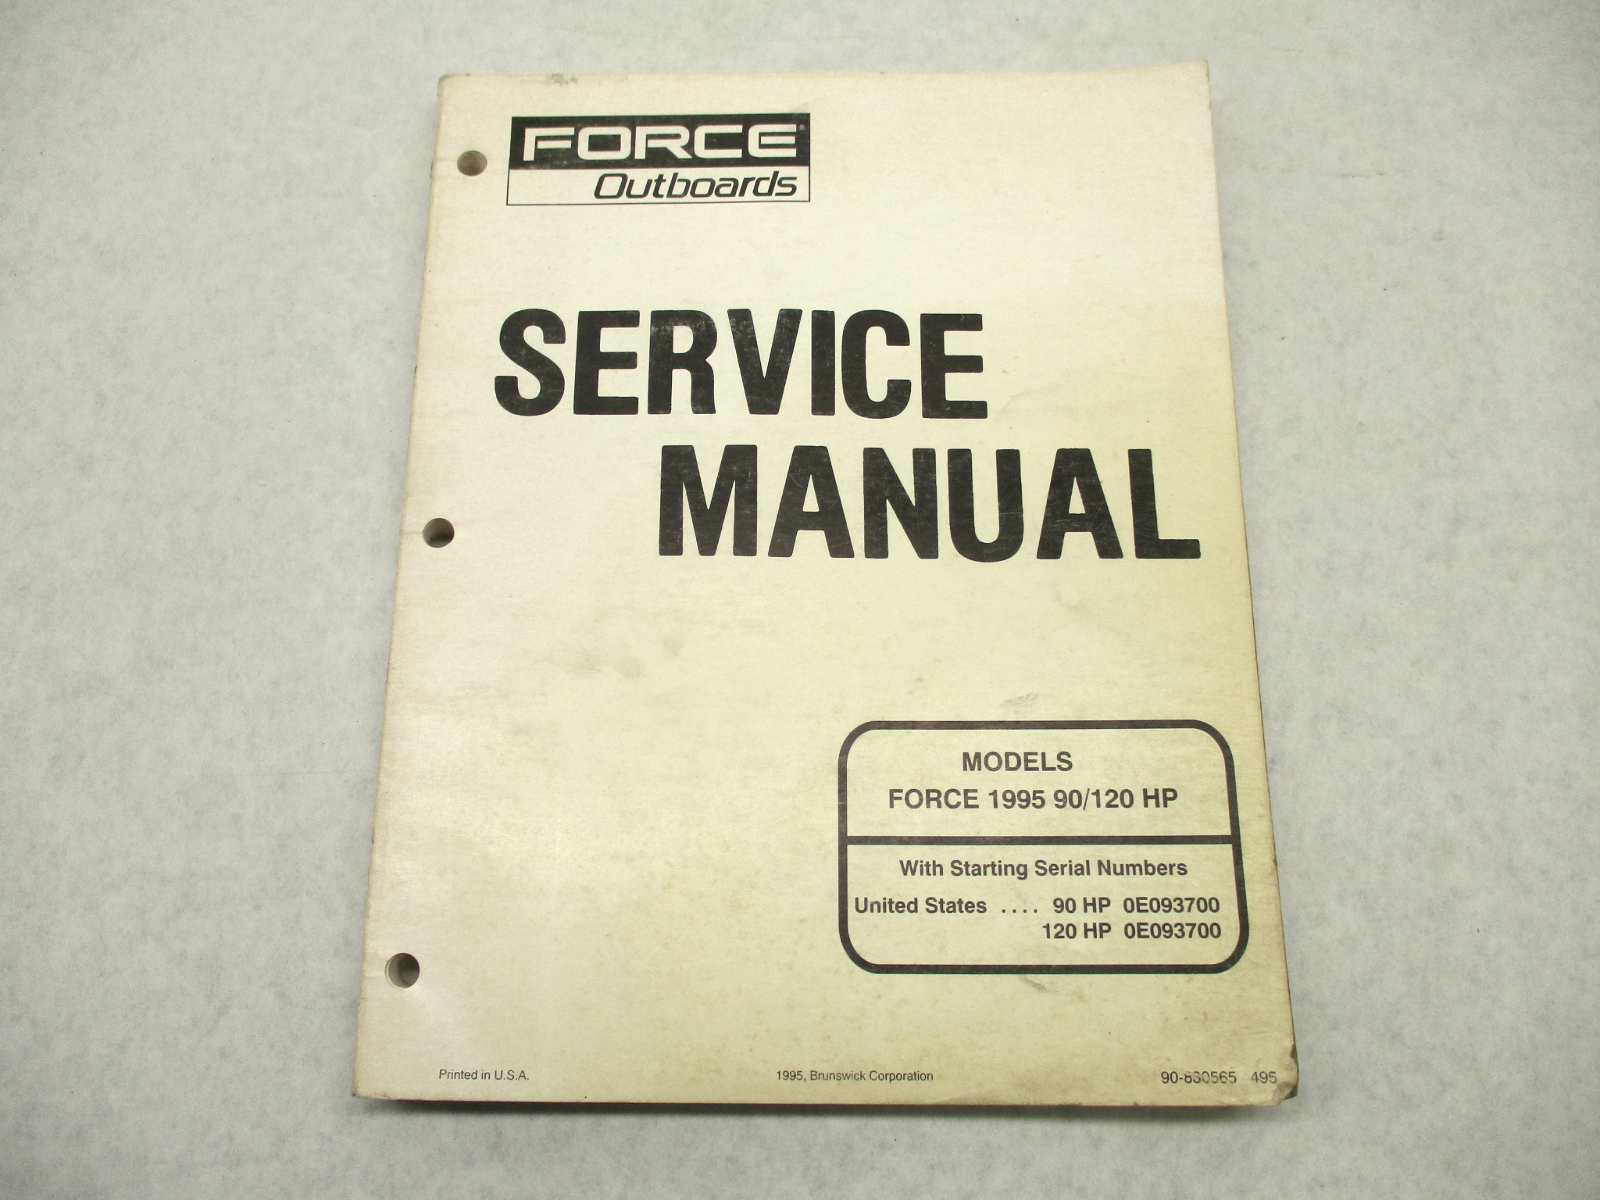 FORCE®
Outboards
SERVICE
MANUAL
MODELS
FORCE 1995 90/120 HP
With Starting Serial Numbers
United States .... 90 HP 0E093700
120 HP 0E093700
Printed in U.S.A.
1995, Brunswick Corporation
90-830565 495